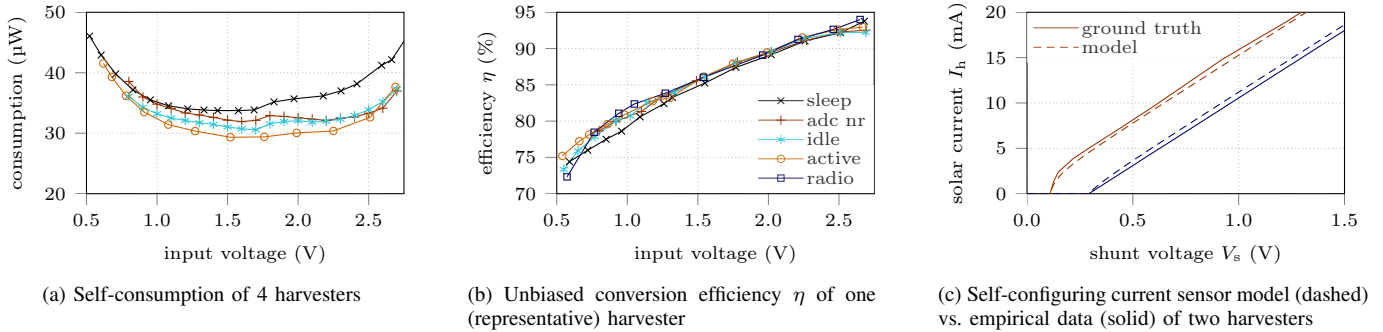 consumption (µW)
50
40
30
20
0.5 1.0 1.5 2.0 2.5
input voltage (V)
(a) Self-consumption of 4 harvesters
efficiency η (%)
95
90
85
80
75
70
0.5 1.0 1.5 2.0 2.5
input voltage (V)
sleep
adc nr
idle
active
radio
(b) Unbiased conversion efficiency η of one
(representative) harvester
solar current Ih (mA)
20
15
10
5
0
0.0 0.5 1.0 1.5
shunt voltage Vs (V)
ground truth
model
(c) Self-configuring current sensor model (dashed)
vs. empirical data (solid) of two harvesters